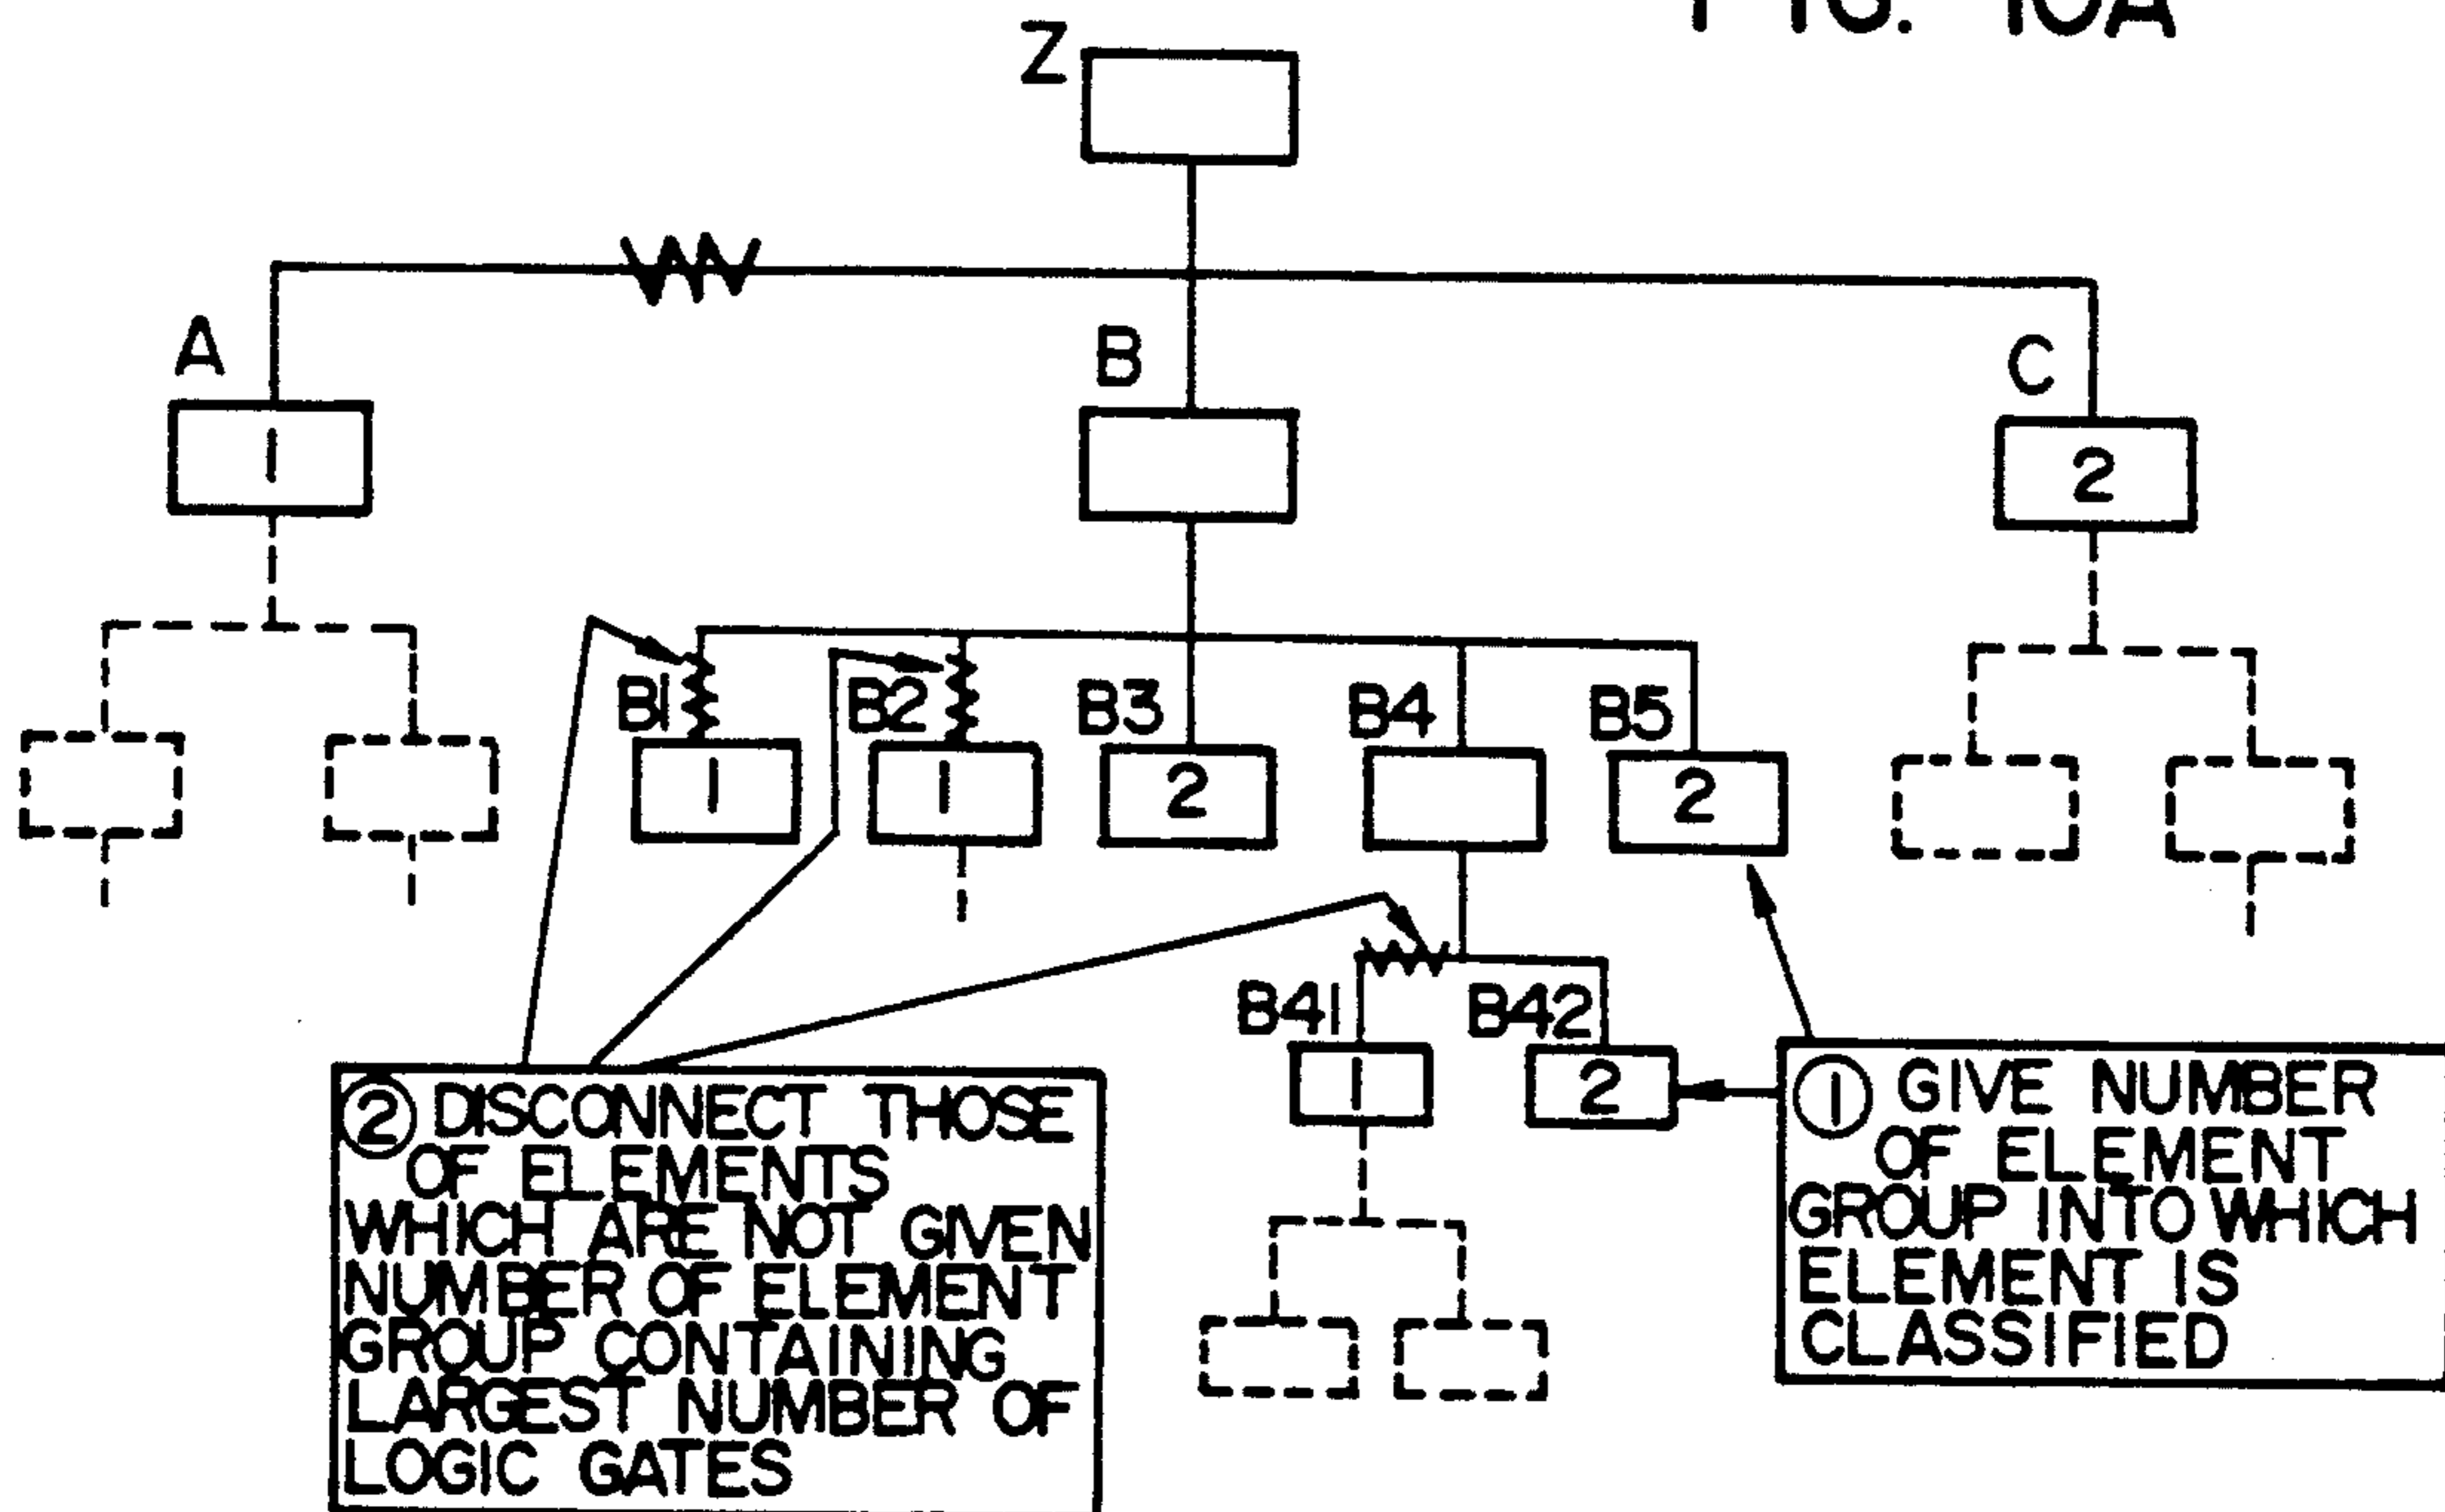 FIG. 10A
Z
A
B
C
1
2
B1
B2
B3
B4
B5
1
1
2
2
B41
B42
1
2
② DISCONNECT THOSE
OF ELEMENTS
WHICH ARE NOT GIVEN
NUMBER OF ELEMENT
GROUP CONTAINING
LARGEST NUMBER OF
LOGIC GATES
① GIVE NUMBER
OF ELEMENT
GROUP INTO WHICH
ELEMENT IS
CLASSIFIED